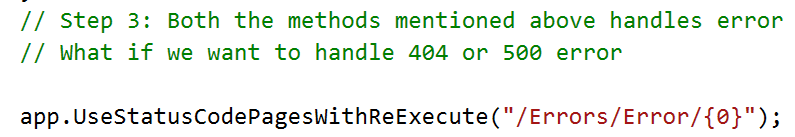 // Step 3: Both the methods mentioned above handles error
// What if we want to handle 404 or 500 error
app.UseStatusCodePagesWithReExecute("/Errors/Error/{0}");